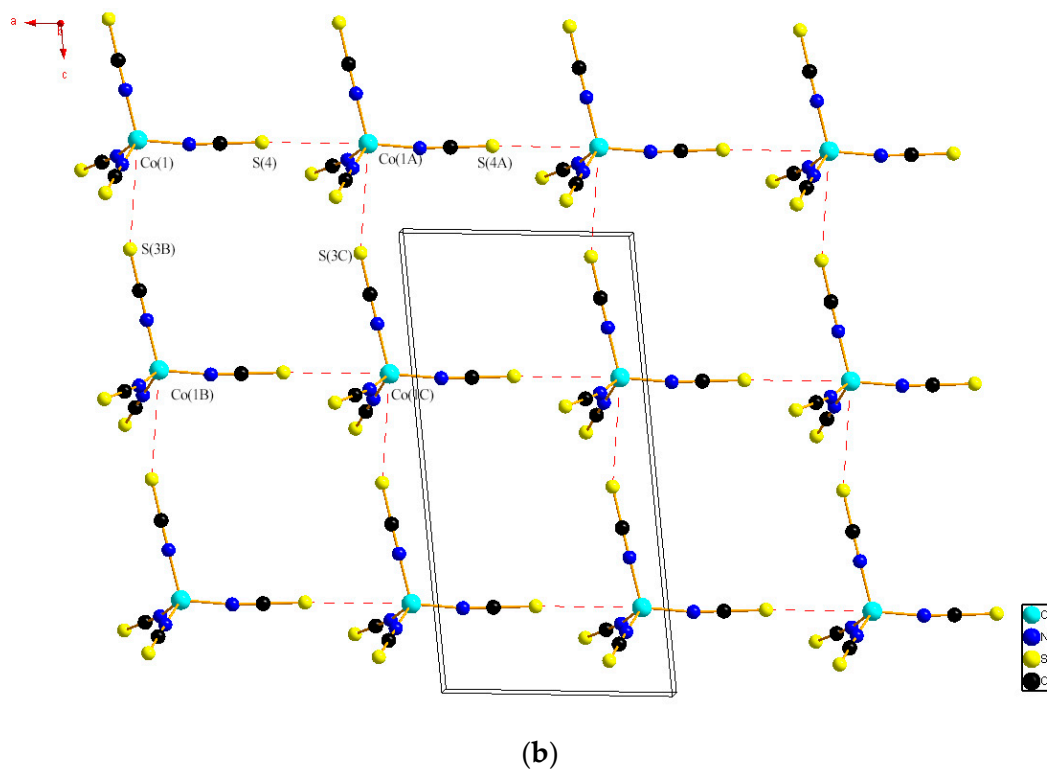 a
b
c
Co(1)
S(4)
Co(1A)
S(4A)
S(3B)
S(3C)
Co(1B)
Co(1C)
C
N
S
C
(b)